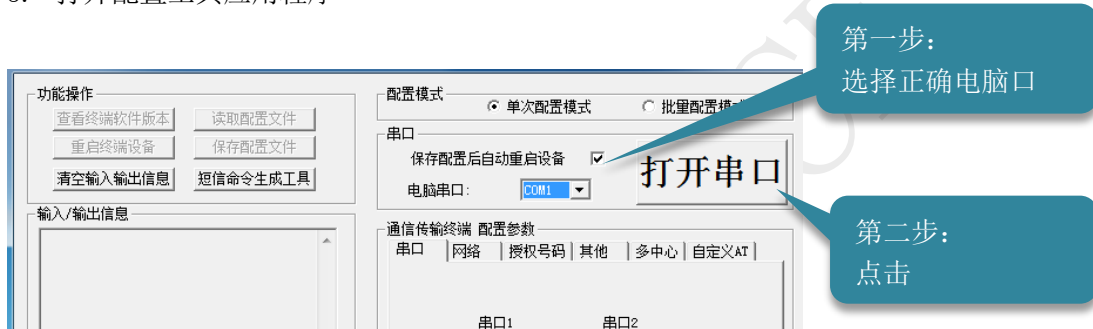 第一步：
选择正确电脑口
功能操作
查看终端软件版本 读取配置文件
重启终端设备 保存配置文件
清空输入输出信息 短信命令生成工具
输入/输出信息
配置模式
单次配置模式 批量配置模
串口
保存配置后自动重启设备
电脑串口： COM1
打开串口
第二步：
点击
通信传输终端 配置参数
串口 网络 授权号码 其他 多中心 自定义AT
串口1 串口2